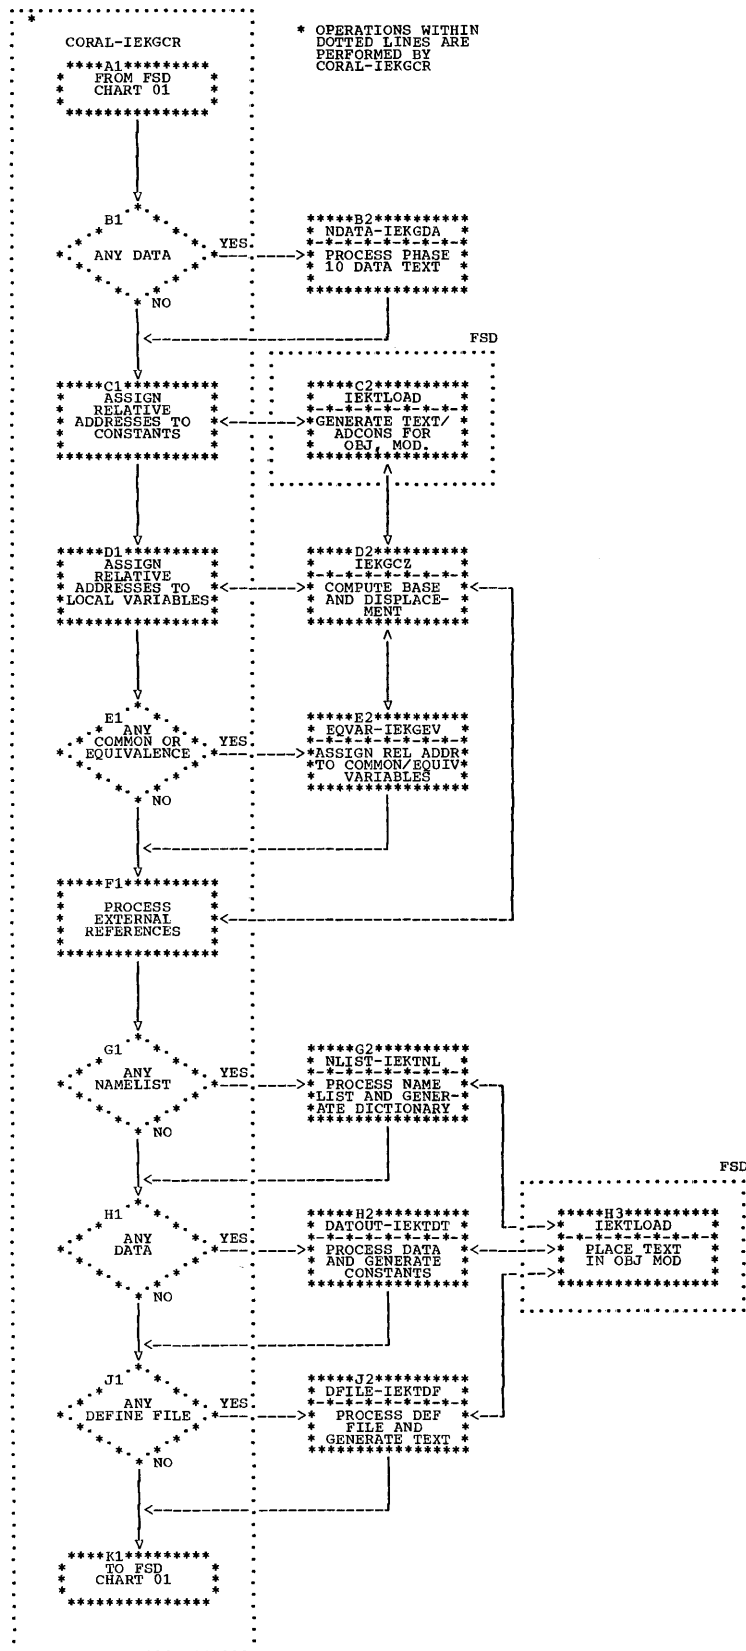 *
CORAL-IEKGCR
* OPERATIONS WITHIN
DOTTED LINES ARE
PERFORMED BY
CORAL-IEKGCR
A1
FROM FSD
CHART 01
B1
ANY DATA
YES
NO
B2
NDATA-IEKGDA
PROCESS PHASE
10 DATA TEXT
FSD
C1
ASSIGN
RELATIVE
ADDRESSES TO
CONSTANTS
C2
IEKTLOAD
GENERATE TEXT/
ADCONS FOR
OBJ. MOD.
D1
ASSIGN
RELATIVE
ADDRESSES TO
LOCAL VARIABLES
D2
IEKGCZ
COMPUTE BASE
AND DISPLACE-
MENT
E1
ANY
COMMON OR
EQUIVALENCE
YES
NO
E2
EQVAR-IEKGEV
ASSIGN REL ADDR
TO COMMON/EQUIV
VARIABLES
F1
PROCESS
EXTERNAL
REFERENCES
G1
ANY
NAMELIST
YES
NO
G2
NLIST-IEKTNL
PROCESS NAME
LIST AND GENER-
ATE DICTIONARY
FSD
H1
ANY
DATA
YES
NO
H2
DATOUT-IEKTDT
PROCESS DATA
AND GENERATE
CONSTANTS
H3
IEKTLOAD
PLACE TEXT
IN OBJ MOD
J1
ANY
DEFINE FILE
YES
NO
J2
DFILE-IEKTDF
PROCESS DEF
FILE AND
GENERATE TEXT
K1
TO FSD
CHART 01